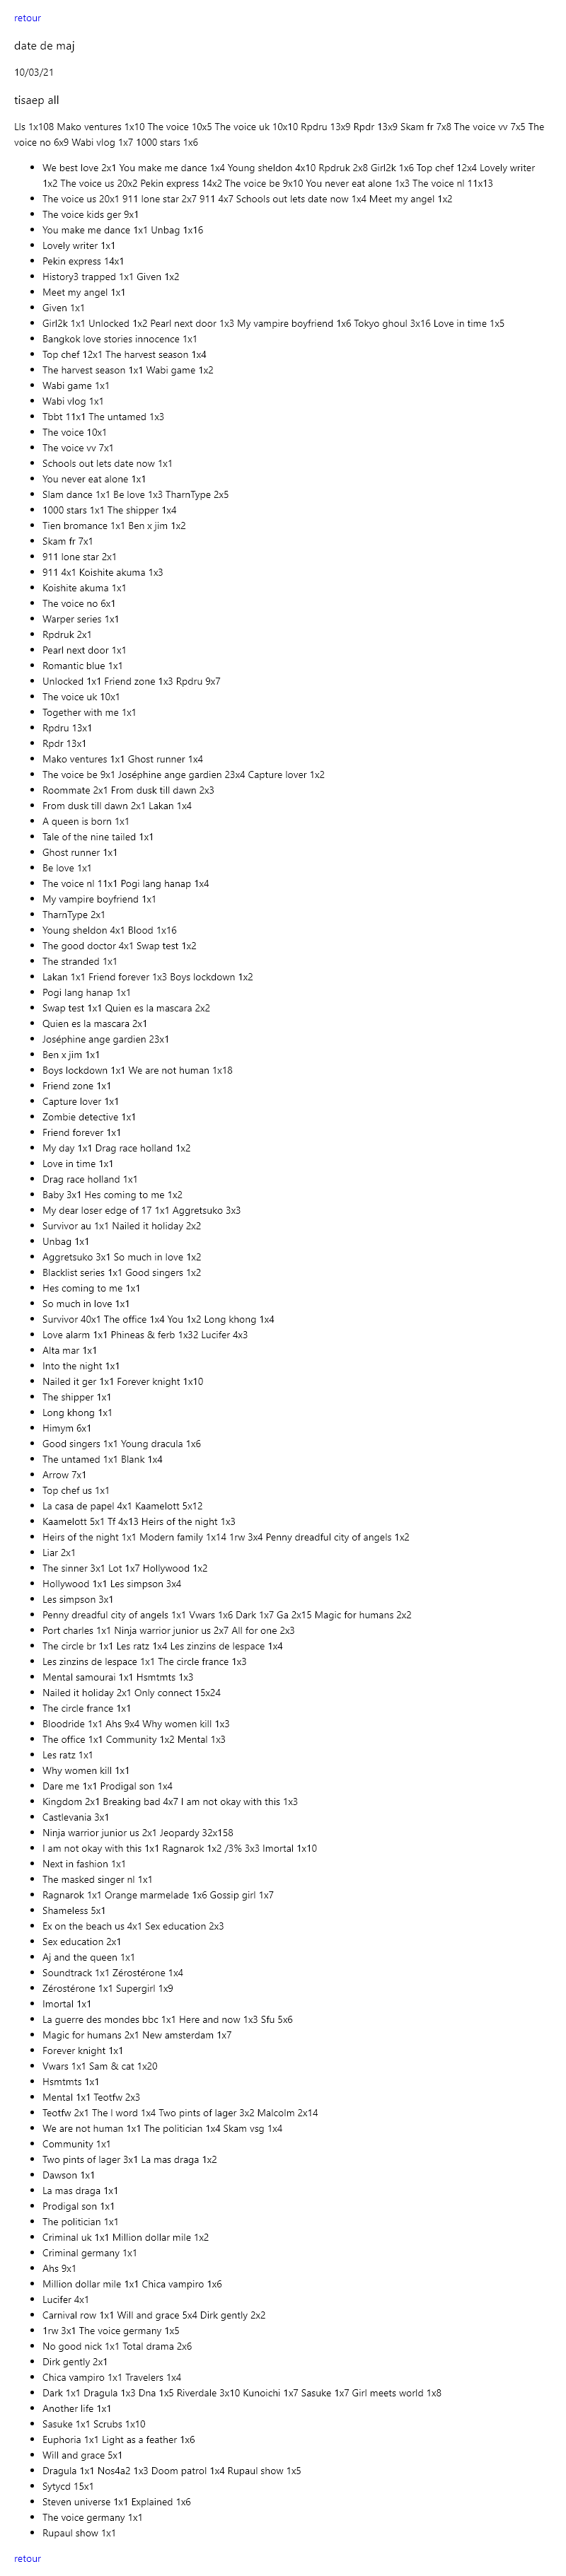 retour
date de maj
10/03/21
tisaep all
Lls 1x108 Mako ventures 1x10 The voice 10x5 The voice uk 10x10 Rpdru 13x9 Rpdr 13x9 Skam fr 7x8 The voice vv 7x5 The
voice no 6x9 Wabi vlog 1x7 1000 stars 1x6
We best love 2x1 You make me dance 1x4 Young sheldon 4x10 Rpdruk 2x8 Girl2k 1x6 Top chef 12x4 Lovely writer
1x2 The voice us 20x2 Pekin express 14x2 The voice be 9x10 You never eat alone 1x3 The voice nl 11x13
The voice us 20x1 911 lone star 2x7 911 4x7 Schools out lets date now 1x4 Meet my angel 1x2
The voice kids ger 9x1
You make me dance 1x1 Unbag 1x16
Lovely writer 1x1
Pekin express 14x1
History3 trapped 1x1 Given 1x2
Meet my angel 1x1
Given 1x1
Girl2k 1x1 Unlocked 1x2 Pearl next door 1x3 My vampire boyfriend 1x6 Tokyo ghoul 3x16 Love in time 1x5
Bangkok love stories innocence 1x1
Top chef 12x1 The harvest season 1x4
The harvest season 1x1 Wabi game 1x2
Wabi game 1x1
Wabi vlog 1x1
Tbbt 11x1 The untamed 1x3
The voice 10x1
The voice vv 7x1
Schools out lets date now 1x1
You never eat alone 1x1
Slam dance 1x1 Be love 1x3 TharnType 2x5
1000 stars 1x1 The shipper 1x4
Tien bromance 1x1 Ben x jim 1x2
Skam fr 7x1
911 lone star 2x1
911 4x1 Koishite akuma 1x3
Koishite akuma 1x1
The voice no 6x1
Warper series 1x1
Rpdruk 2x1
Pearl next door 1x1
Romantic blue 1x1
Unlocked 1x1 Friend zone 1x3 Rpdru 9x7
The voice uk 10x1
Together with me 1x1
Rpdru 13x1
Rpdr 13x1
Mako ventures 1x1 Ghost runner 1x4
The voice be 9x1 Joséphine ange gardien 23x4 Capture lover 1x2
Roommate 2x1 From dusk till dawn 2x3
From dusk till dawn 2x1 Lakan 1x4
A queen is born 1x1
Tale of the nine tailed 1x1
Ghost runner 1x1
Be love 1x1
The voice nl 11x1 Pogi lang hanap 1x4
My vampire boyfriend 1x1
TharnType 2x1
Young sheldon 4x1 Blood 1x16
The good doctor 4x1 Swap test 1x2
The stranded 1x1
Lakan 1x1 Friend forever 1x3 Boys lockdown 1x2
Pogi lang hanap 1x1
Swap test 1x1 Quien es la mascara 2x2
Quien es la mascara 2x1
Joséphine ange gardien 23x1
Ben x jim 1x1
Boys lockdown 1x1 We are not human 1x18
Friend zone 1x1
Capture lover 1x1
Zombie detective 1x1
Friend forever 1x1
My day 1x1 Drag race holland 1x2
Love in time 1x1
Drag race holland 1x1
Baby 3x1 Hes coming to me 1x2
My dear loser edge of 17 1x1 Aggretsuko 3x3
Survivor au 1x1 Nailed it holiday 2x2
Unbag 1x1
Aggretsuko 3x1 So much in love 1x2
Blacklist series 1x1 Good singers 1x2
Hes coming to me 1x1
So much in love 1x1
Survivor 40x1 The office 1x4 You 1x2 Long khong 1x4
Love alarm 1x1 Phineas & ferb 1x32 Lucifer 4x3
Alta mar 1x1
Into the night 1x1
Nailed it ger 1x1 Forever knight 1x10
The shipper 1x1
Long khong 1x1
Himym 6x1
Good singers 1x1 Young dracula 1x6
The untamed 1x1 Blank 1x4
Arrow 7x1
Top chef us 1x1
La casa de papel 4x1 Kaamelott 5x12
Kaamelott 5x1 Tf 4x13 Heirs of the night 1x3
Heirs of the night 1x1 Modern family 1x14 1rw 3x4 Penny dreadful city of angels 1x2
Liar 2x1
The sinner 3x1 Lot 1x7 Hollywood 1x2
Hollywood 1x1 Les simpson 3x4
Les simpson 3x1
Penny dreadful city of angels 1x1 Vwars 1x6 Dark 1x7 Ga 2x15 Magic for humans 2x2
Port charles 1x1 Ninja warrior junior us 2x7 All for one 2x3
The circle br 1x1 Les ratz 1x4 Les zinzins de lespace 1x4
Les zinzins de lespace 1x1 The circle france 1x3
Mental samourai 1x1 Hsmtmts 1x3
Nailed it holiday 2x1 Only connect 15x24
The circle france 1x1
Bloodride 1x1 Ahs 9x4 Why women kill 1x3
The office 1x1 Community 1x2 Mental 1x3
Les ratz 1x1
Why women kill 1x1
Dare me 1x1 Prodigal son 1x4
Kingdom 2x1 Breaking bad 4x7 I am not okay with this 1x3
Castlevania 3x1
Ninja warrior junior us 2x1 Jeopardy 32x158
I am not okay with this 1x1 Ragnarok 1x2 /3% 3x3 Imortal 1x10
Next in fashion 1x1
The masked singer nl 1x1
Ragnarok 1x1 Orange marmelade 1x6 Gossip girl 1x7
Shameless 5x1
Ex on the beach us 4x1 Sex education 2x3
Sex education 2x1
Aj and the queen 1x1
Soundtrack 1x1 Zérostérone 1x4
Zérostérone 1x1 Supergirl 1x9
Imortal 1x1
La guerre des mondes bbc 1x1 Here and now 1x3 Sfu 5x6
Magic for humans 2x1 New amsterdam 1x7
Forever knight 1x1
Vwars 1x1 Sam & cat 1x20
Hsmtmts 1x1
Mental 1x1 Teotfw 2x3
Teotfw 2x1 The l word 1x4 Two pints of lager 3x2 Malcolm 2x14
We are not human 1x1 The politician 1x4 Skam vsg 1x4
Community 1x1
Two pints of lager 3x1 La mas draga 1x2
Dawson 1x1
La mas draga 1x1
Prodigal son 1x1
The politician 1x1
Criminal uk 1x1 Million dollar mile 1x2
Criminal germany 1x1
Ahs 9x1
Million dollar mile 1x1 Chica vampiro 1x6
Lucifer 4x1
Carnival row 1x1 Will and grace 5x4 Dirk gently 2x2
1rw 3x1 The voice germany 1x5
No good nick 1x1 Total drama 2x6
Dirk gently 2x1
Chica vampiro 1x1 Travelers 1x4
Dark 1x1 Dragula 1x3 Dna 1x5 Riverdale 3x10 Kunoichi 1x7 Sasuke 1x7 Girl meets world 1x8
Another life 1x1
Sasuke 1x1 Scrubs 1x10
Euphoria 1x1 Light as a feather 1x6
Will and grace 5x1
Dragula 1x1 Nos4a2 1x3 Doom patrol 1x4 Rupaul show 1x5
Sytycd 15x1
Steven universe 1x1 Explained 1x6
The voice germany 1x1
Rupaul show 1x1
retour